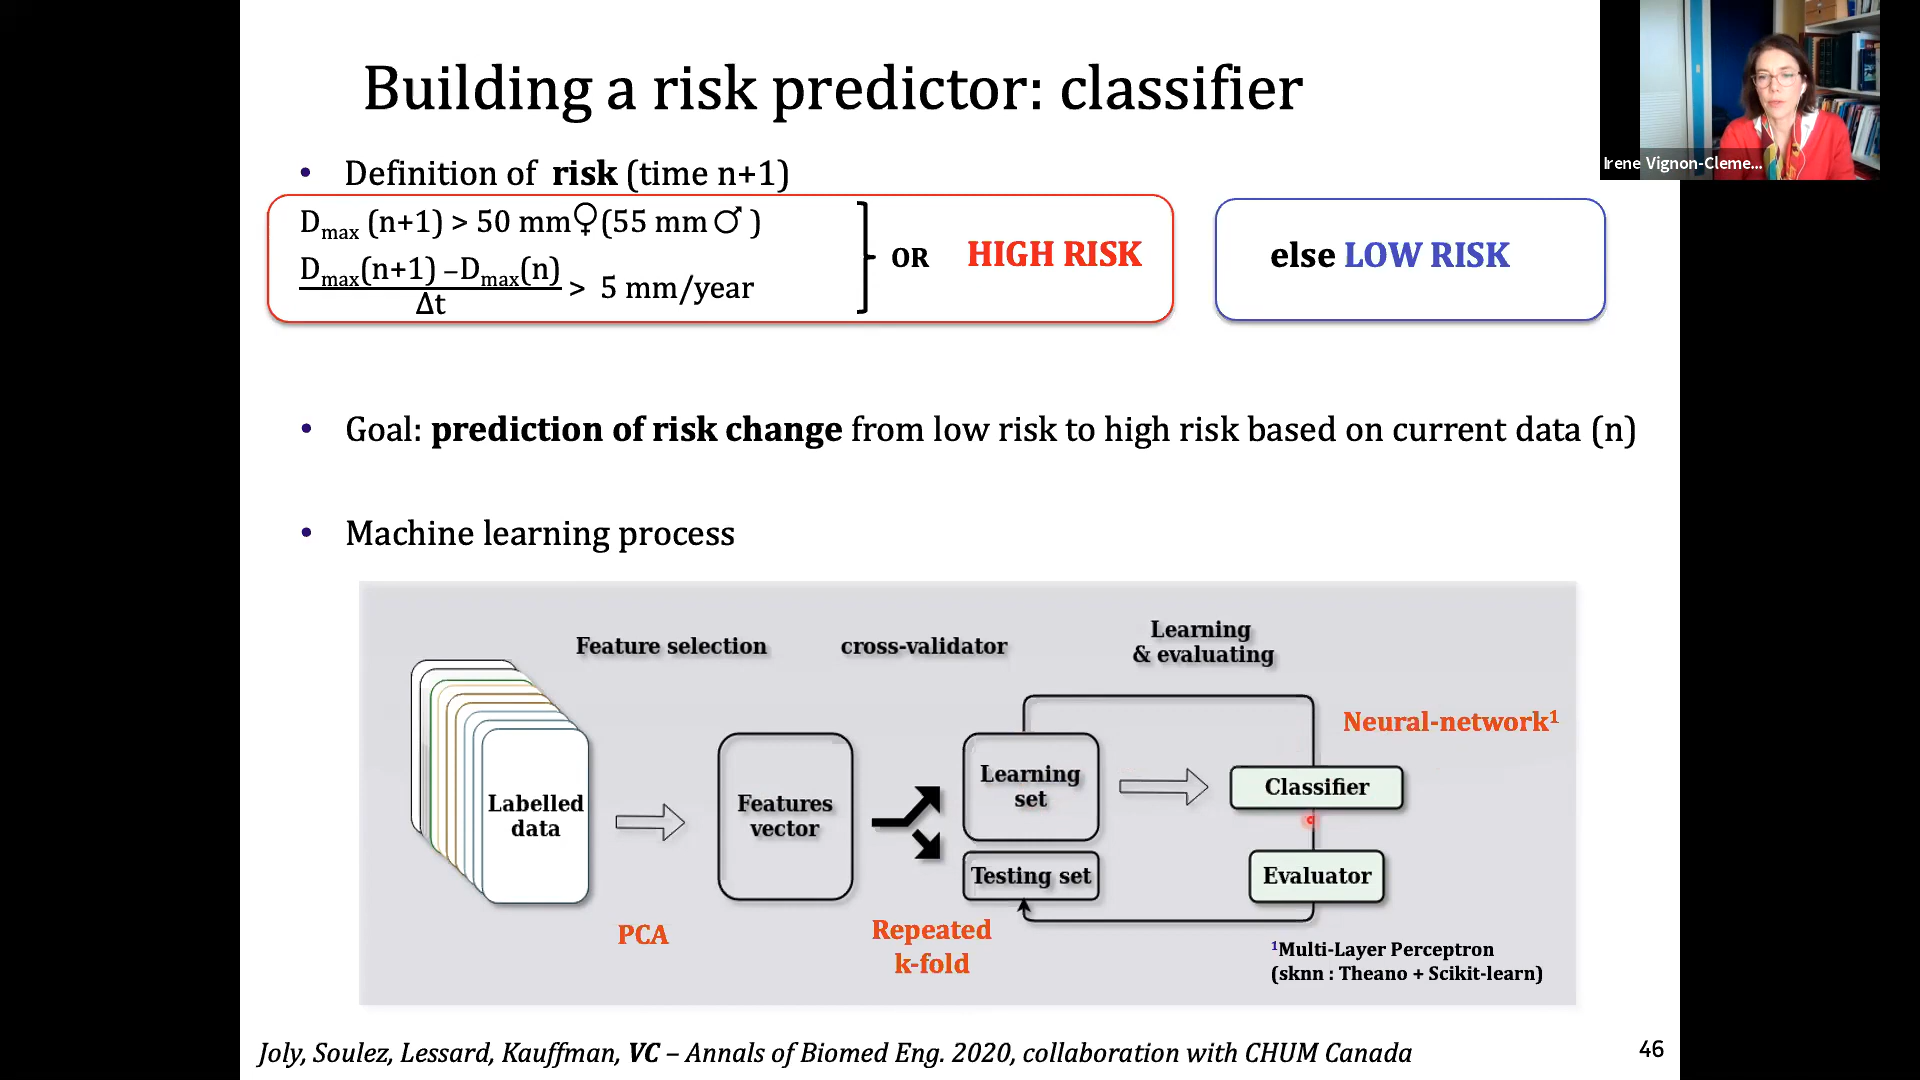 Building a risk predictor: classifier
Irene Vignon-Cleme...
• Definition of risk (time n+1)
Dmax (n+1) > 50 mm♀(55 mm ♂ )
Dmax(n+1) –Dmax(n)
Δt
> 5 mm/year
OR HIGH RISK
else LOW RISK
• Goal: prediction of risk change from low risk to high risk based on current data (n)
• Machine learning process
Feature selection
cross-validator
Learning
& evaluating
Labelled
data
Features
vector
Learning
set
Testing set
Classifier
Evaluator
Neural-network¹
PCA
Repeated
k-fold
¹Multi-Layer Perceptron
(sknn : Theano + Scikit-learn)
Joly, Soulez, Lessard, Kauffman, VC – Annals of Biomed Eng. 2020, collaboration with CHUM Canada
46